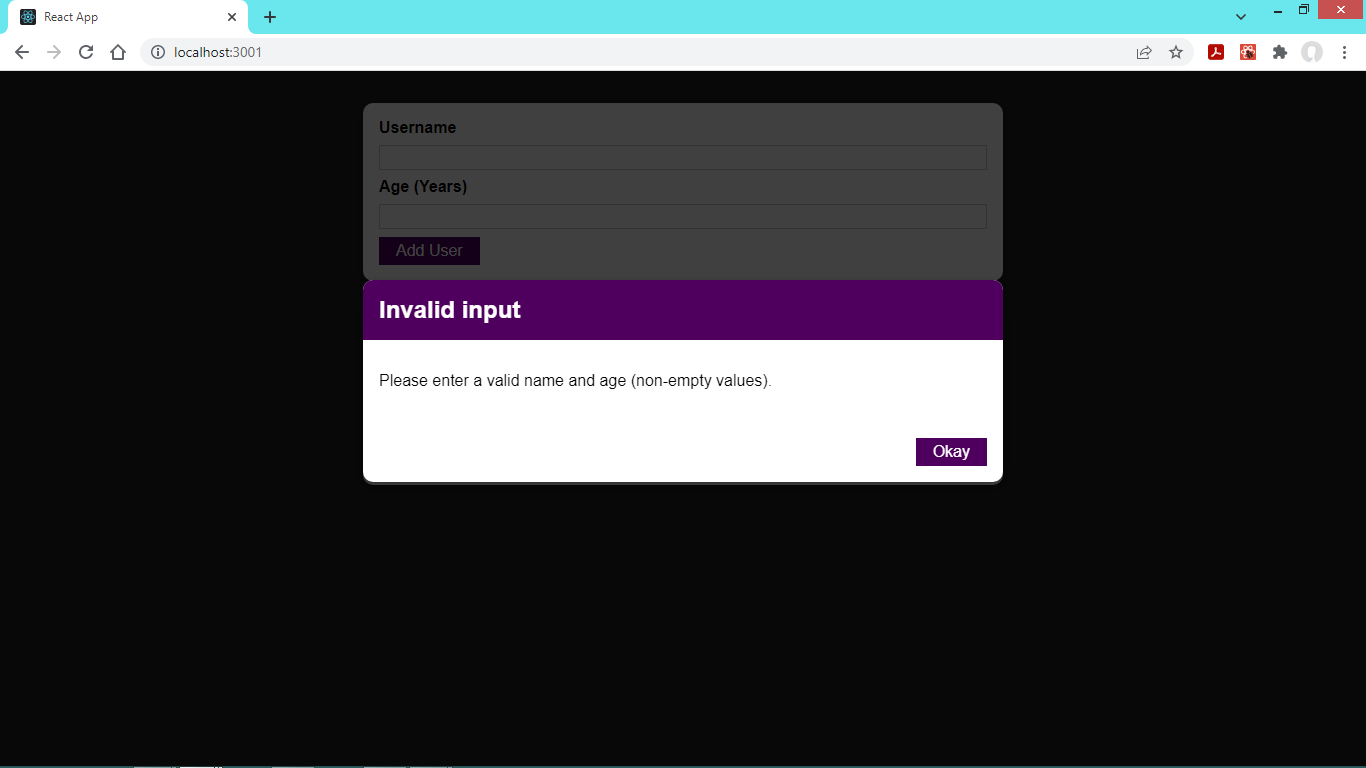 React App
localhost:3001
Username
Age (Years)
Add User
Invalid input
Please enter a valid name and age (non-empty values).
Okay